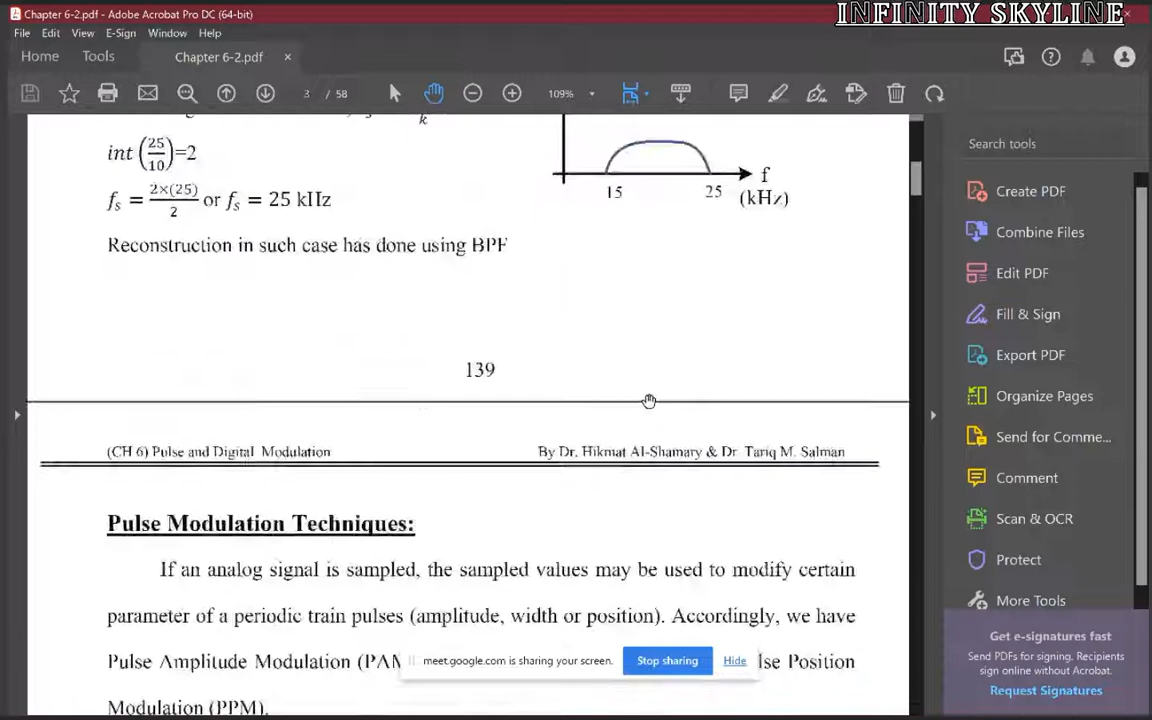 Chapter 6-2.pdf - Adobe Acrobat Pro DC (64-bit)
INFINITY SKYLINE
File Edit View E-Sign Window Help
Home Tools Chapter 6-2.pdf ×
3 / 58 109%
k
int (25/10)=2
fs = 2×(25)/2 or fs = 25 kHz
15 25 f
(kHz)
Reconstruction in such case has done using BPF
139
(CH 6) Pulse and Digital Modulation By Dr. Hikmat Al-Shamary & Dr Tariq M. Salman
Pulse Modulation Techniques:
If an analog signal is sampled, the sampled values may be used to modify certain
parameter of a periodic train pulses (amplitude, width or position). Accordingly, we have
Pulse Amplitude Modulation (PAM lse Position
Modulation (PPM).
meet.google.com is sharing your screen. Stop sharing Hide
Search tools
Create PDF
Combine Files
Edit PDF
Fill & Sign
Export PDF
Organize Pages
Send for Comme...
Comment
Scan & OCR
Protect
More Tools
Get e-signatures fast
Send PDFs for signing. Recipients
sign online without Acrobat.
Request Signatures